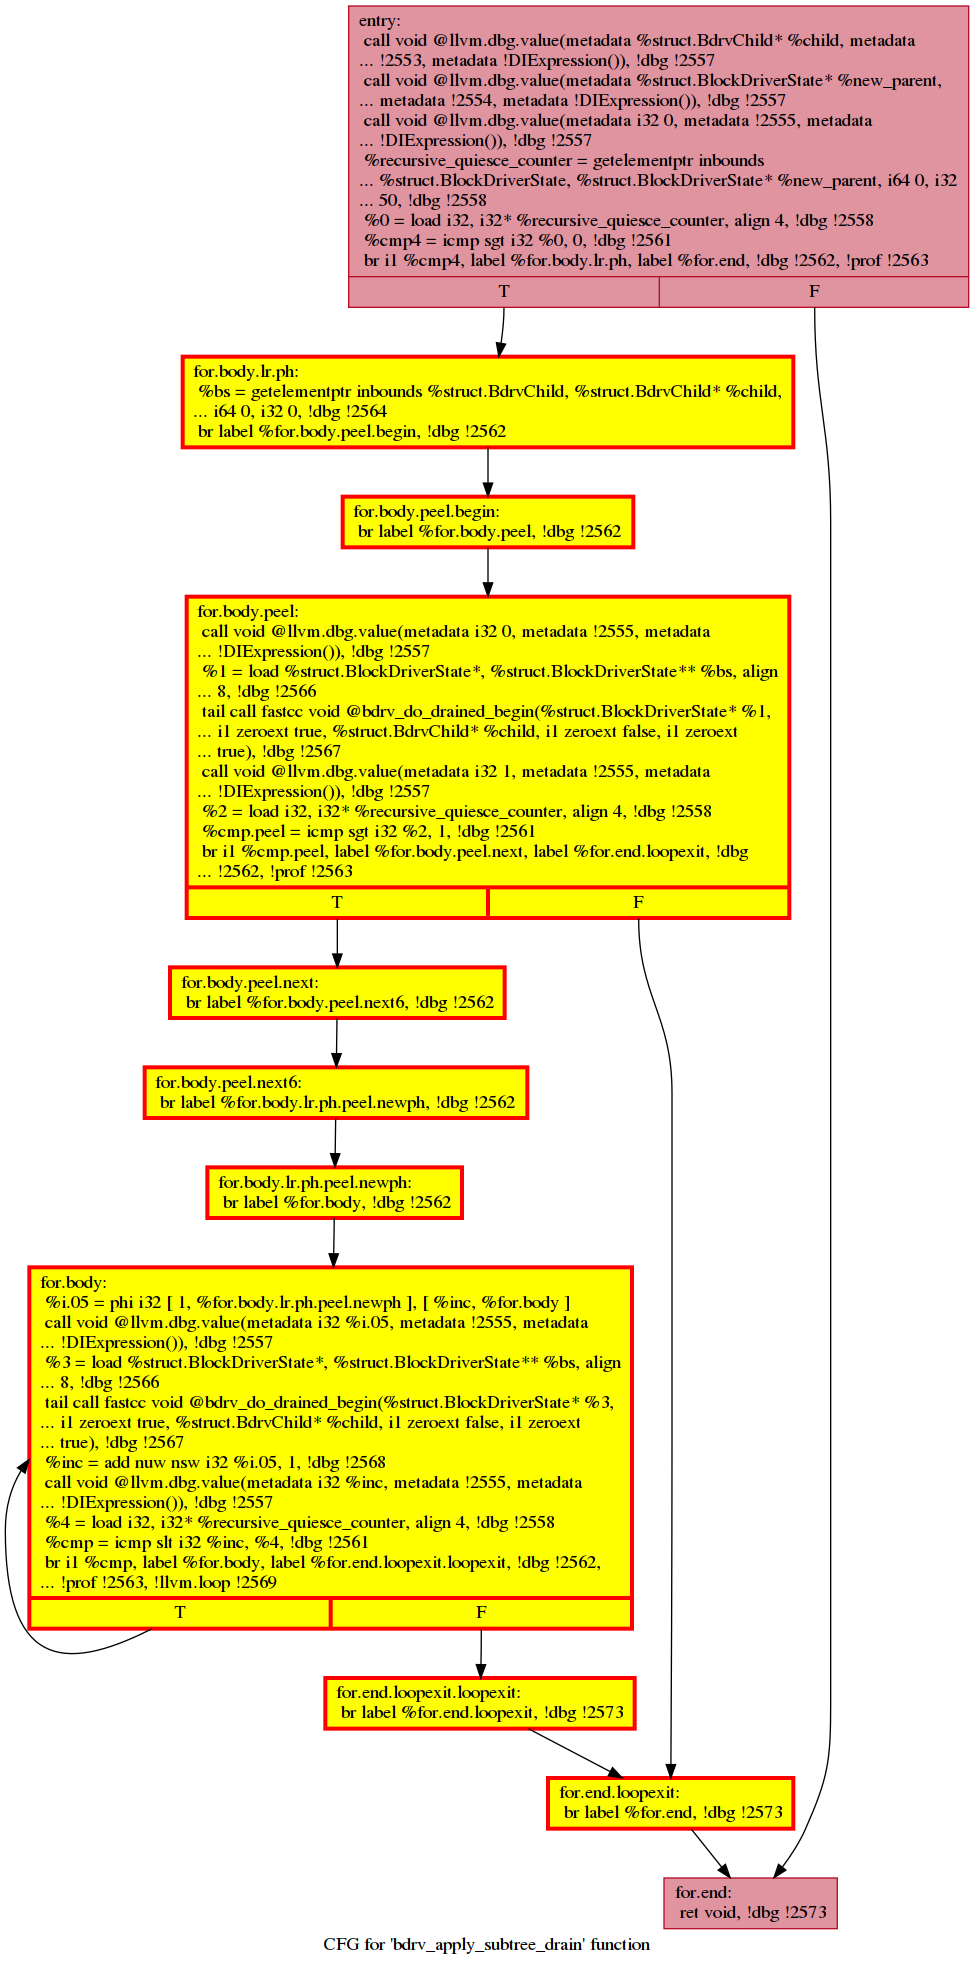 entry:
call void @llvm.dbg.value(metadata %struct.BdrvChild* %child, metadata
... !2553, metadata !DIExpression()), !dbg !2557
call void @llvm.dbg.value(metadata %struct.BlockDriverState* %new_parent,
... metadata !2554, metadata !DIExpression()), !dbg !2557
call void @llvm.dbg.value(metadata i32 0, metadata !2555, metadata
... !DIExpression()), !dbg !2557
%recursive_quiesce_counter = getelementptr inbounds
... %struct.BlockDriverState, %struct.BlockDriverState* %new_parent, i64 0, i32
... 50, !dbg !2558
%0 = load i32, i32* %recursive_quiesce_counter, align 4, !dbg !2558
%cmp4 = icmp sgt i32 %0, 0, !dbg !2561
br i1 %cmp4, label %for.body.lr.ph, label %for.end, !dbg !2562, !prof !2563
T F
for.body.lr.ph:
%bs = getelementptr inbounds %struct.BdrvChild, %struct.BdrvChild* %child,
... i64 0, i32 0, !dbg !2564
br label %for.body.peel.begin, !dbg !2562
for.body.peel.begin:
br label %for.body.peel, !dbg !2562
for.body.peel:
call void @llvm.dbg.value(metadata i32 0, metadata !2555, metadata
... !DIExpression()), !dbg !2557
%1 = load %struct.BlockDriverState*, %struct.BlockDriverState** %bs, align
... 8, !dbg !2566
tail call fastcc void @bdrv_do_drained_begin(%struct.BlockDriverState* %1,
... i1 zeroext true, %struct.BdrvChild* %child, i1 zeroext false, i1 zeroext
... true), !dbg !2567
call void @llvm.dbg.value(metadata i32 1, metadata !2555, metadata
... !DIExpression()), !dbg !2557
%2 = load i32, i32* %recursive_quiesce_counter, align 4, !dbg !2558
%cmp.peel = icmp sgt i32 %2, 1, !dbg !2561
br i1 %cmp.peel, label %for.body.peel.next, label %for.end.loopexit, !dbg
... !2562, !prof !2563
T F
for.body.peel.next:
br label %for.body.peel.next6, !dbg !2562
for.body.peel.next6:
br label %for.body.lr.ph.peel.newph, !dbg !2562
for.body.lr.ph.peel.newph:
br label %for.body, !dbg !2562
for.body:
%i.05 = phi i32 [ 1, %for.body.lr.ph.peel.newph ], [ %inc, %for.body ]
call void @llvm.dbg.value(metadata i32 %i.05, metadata !2555, metadata
... !DIExpression()), !dbg !2557
%3 = load %struct.BlockDriverState*, %struct.BlockDriverState** %bs, align
... 8, !dbg !2566
tail call fastcc void @bdrv_do_drained_begin(%struct.BlockDriverState* %3,
... i1 zeroext true, %struct.BdrvChild* %child, i1 zeroext false, i1 zeroext
... true), !dbg !2567
%inc = add nuw nsw i32 %i.05, 1, !dbg !2568
call void @llvm.dbg.value(metadata i32 %inc, metadata !2555, metadata
... !DIExpression()), !dbg !2557
%4 = load i32, i32* %recursive_quiesce_counter, align 4, !dbg !2558
%cmp = icmp slt i32 %inc, %4, !dbg !2561
br i1 %cmp, label %for.body, label %for.end.loopexit.loopexit, !dbg !2562,
... !prof !2563, !llvm.loop !2569
T F
for.end.loopexit.loopexit:
br label %for.end.loopexit, !dbg !2573
for.end.loopexit:
br label %for.end, !dbg !2573
for.end:
ret void, !dbg !2573
CFG for 'bdrv_apply_subtree_drain' function